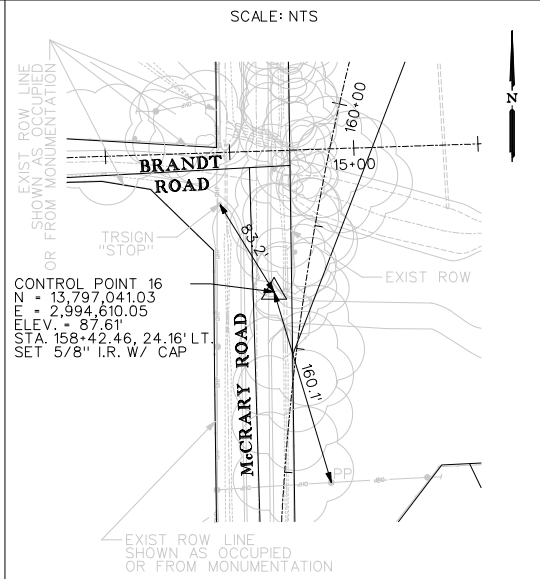 SCALE: NTS
EXIST ROW LINE
SHOWN AS OCCUPIED
OR FROM MONUMENTATION
160+00
N
BRANDT
ROAD
15+00
TRSIGN
"STOP"
83.2'
EXIST ROW
CONTROL POINT 16
N = 13,797,041.03
E = 2,994,610.05
ELEV. = 87.61'
STA. 158+42.46, 24.16' LT.
SET 5/8" I.R. W/ CAP
McCRARY ROAD
160.1'
PP
EXIST ROW LINE
SHOWN AS OCCUPIED
OR FROM MONUMENTATION